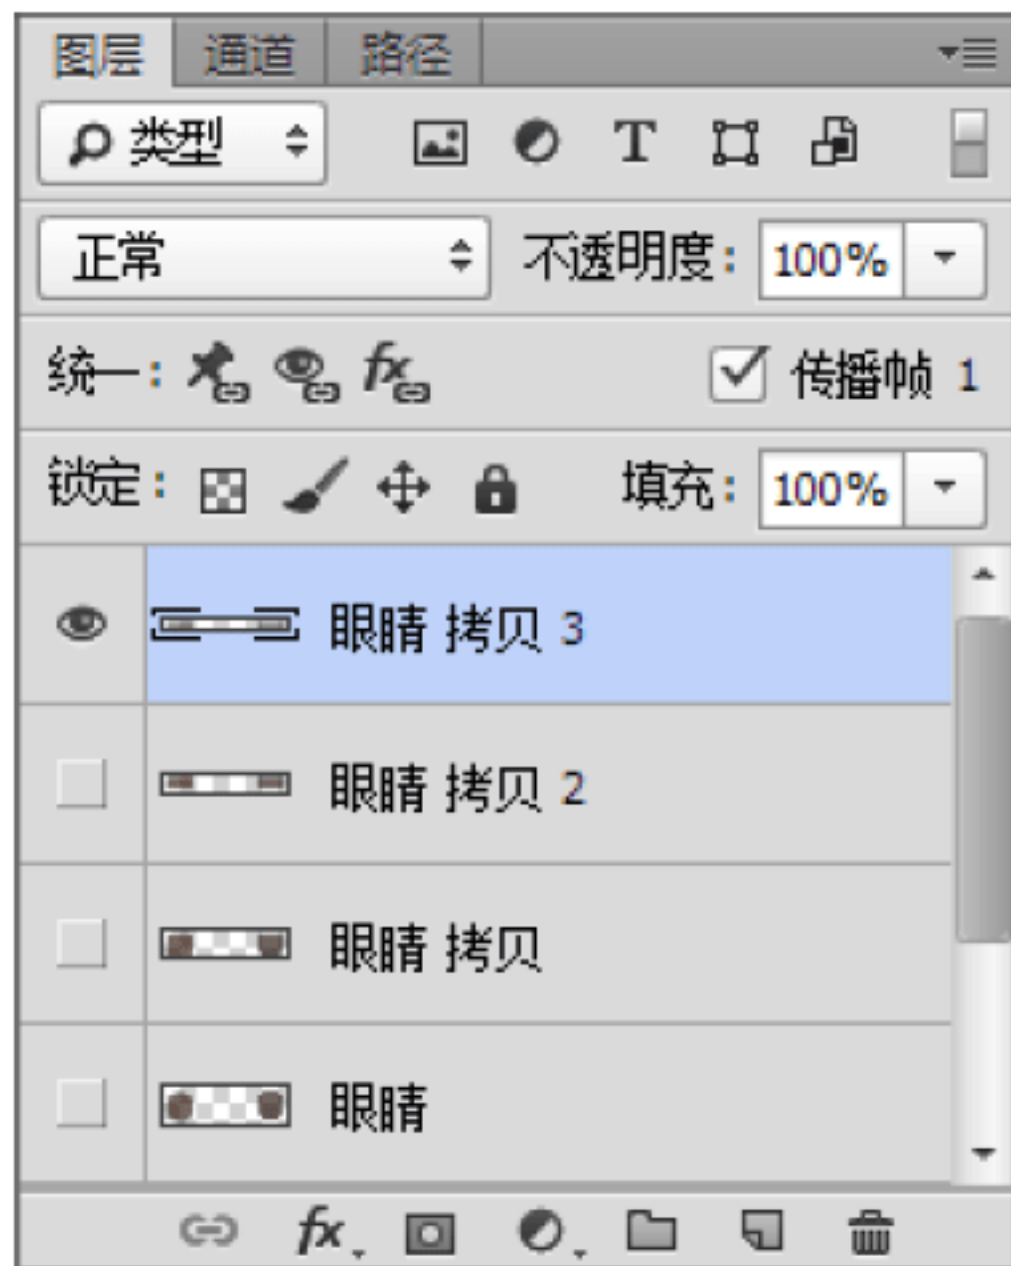 图层 通道 路径
类型 T
正常 不透明度: 100%
统一: fx 传播帧 1
锁定: 填充: 100%
眼睛 拷贝 3
眼睛 拷贝 2
眼睛 拷贝
眼睛
fx